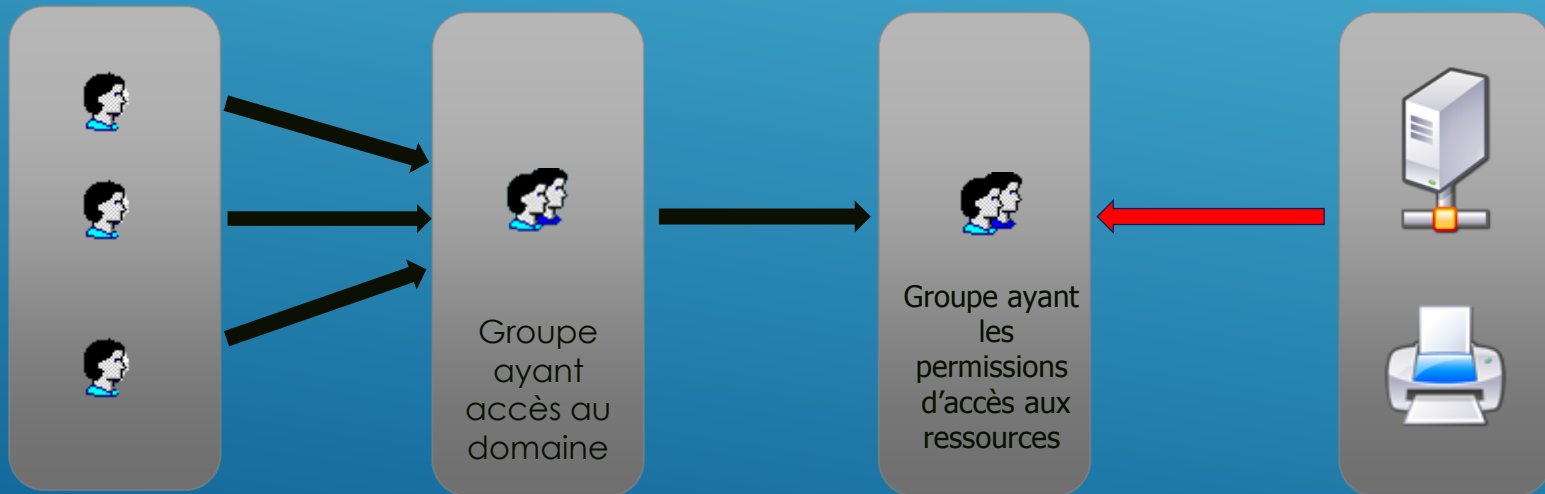 Groupe
ayant
accès au
domaine
Groupe ayant
les
permissions
d’accès aux
ressources